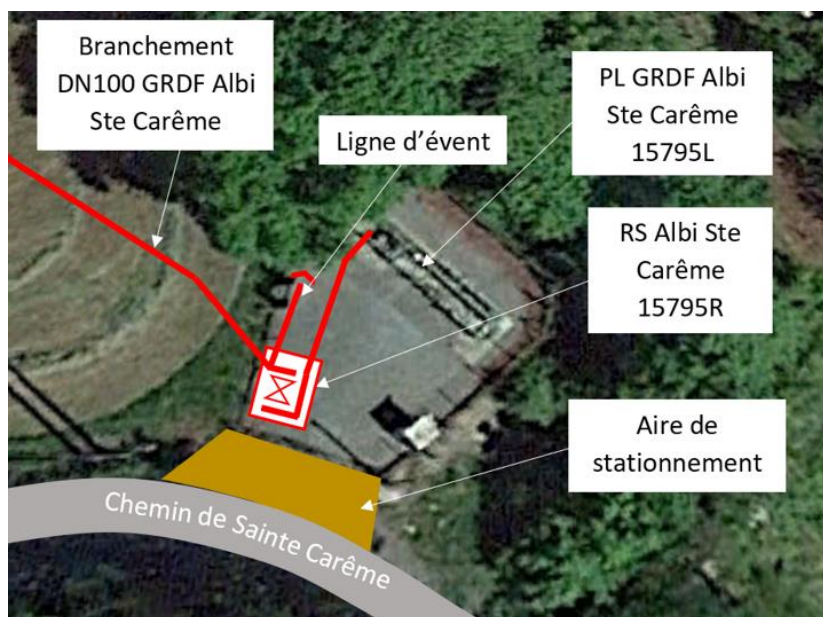 Branchement
DN100 GRDF Albi
Ste Carême
Ligne d'évent
PL GRDF Albi
Ste Carême
15795L
RS Albi Ste
Carême
15795R
Aire de
stationnement
Chemin de Sainte Carême